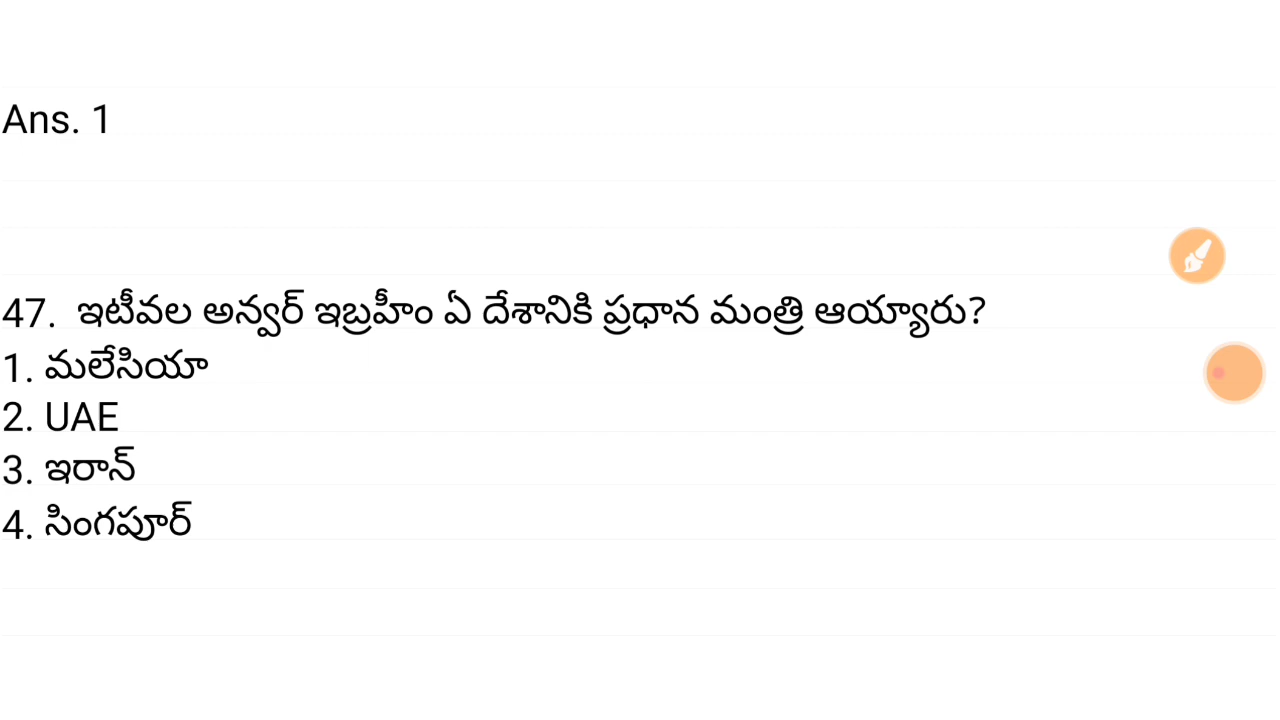 Ans. 1
47. ఇటీవల అన్వర్ ఇబ్రహీం ఏ దేశానికి ప్రధాన మంత్రి ఆయ్యారు?
1. మలేసియా
2. UAE
3. ఇరాన్
4. సింగపూర్